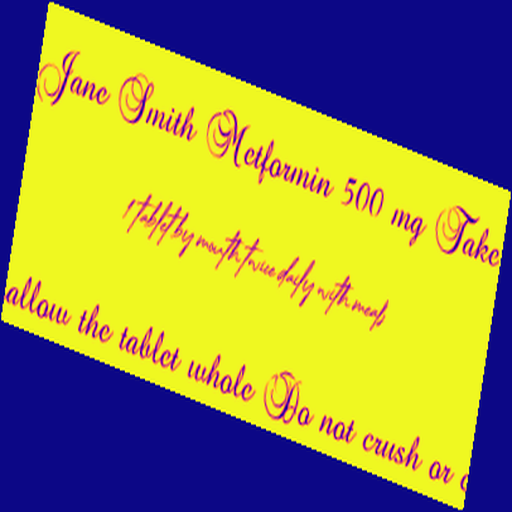 Jane Smith Metformin 500 mg Take
1 tablet by mouth twice daily with meals
allow the tablet whole Do not crush or